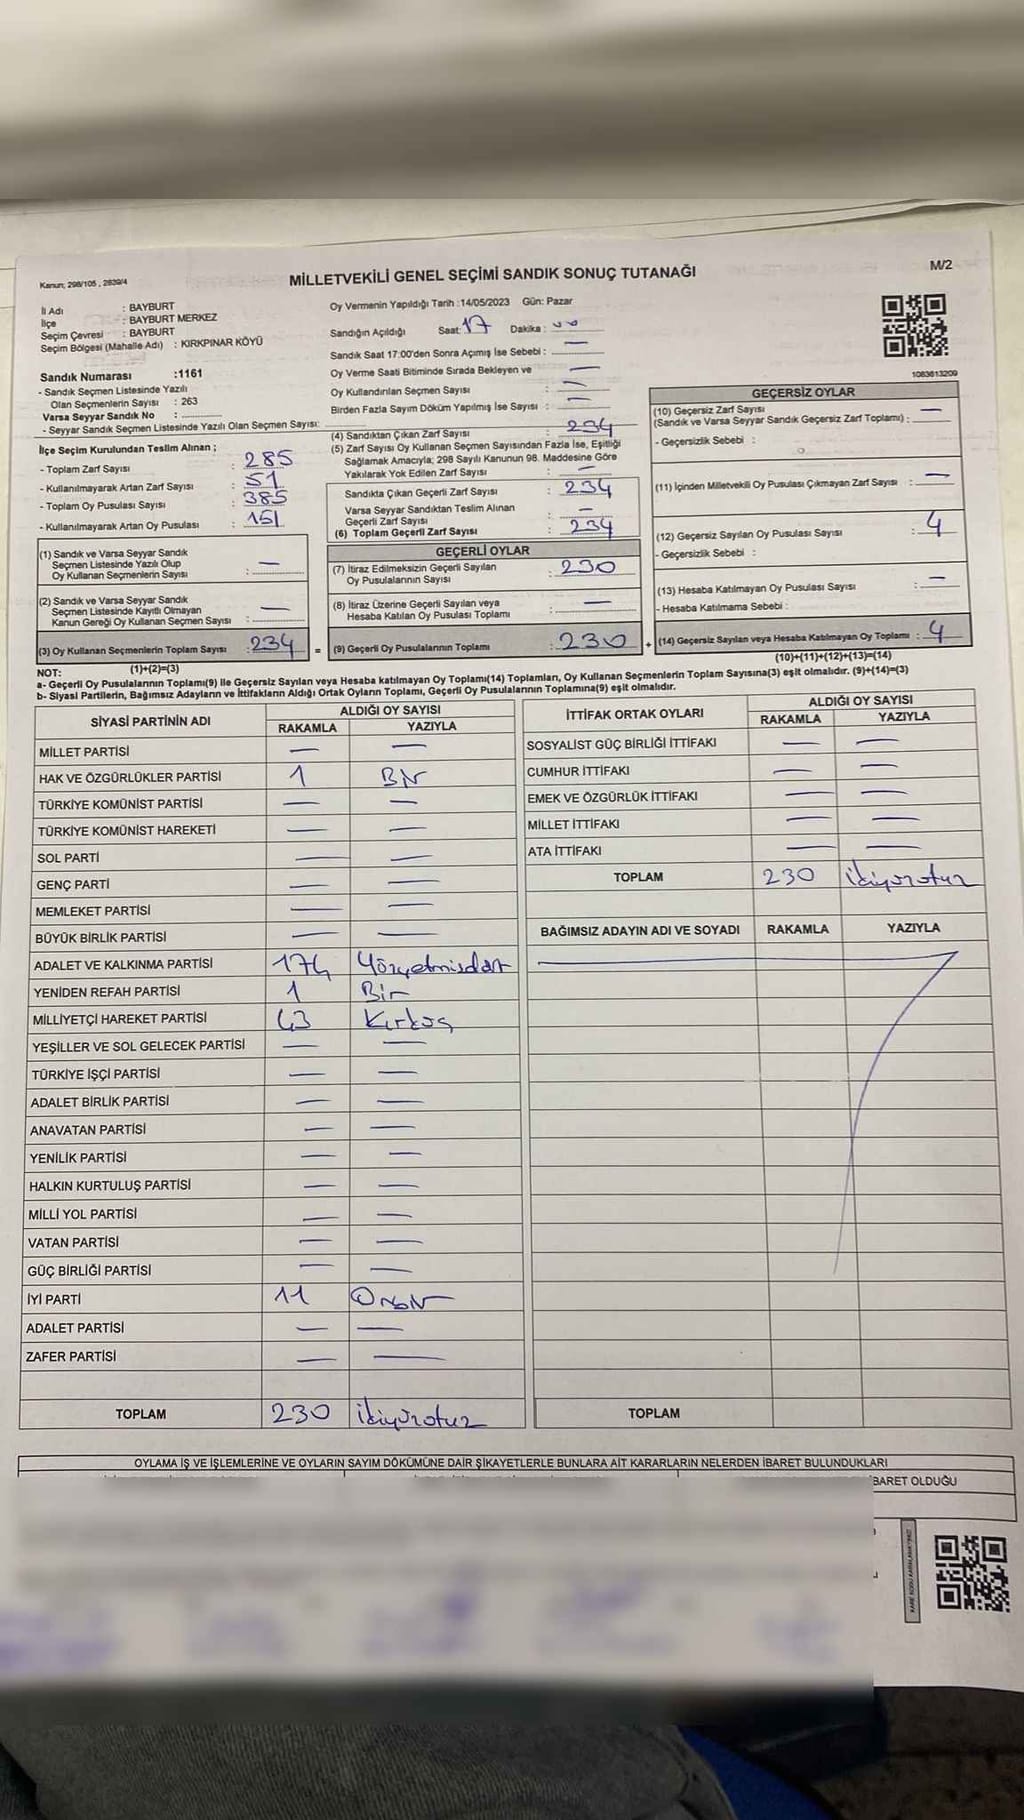 Kanun; 298/105 , 2839/4
MİLLETVEKİLİ GENEL SEÇİMİ SANDIK SONUÇ TUTANAĞI
M/2
İl Adı : BAYBURT
İlçe : BAYBURT MERKEZ
Seçim Çevresi : BAYBURT
Seçim Bölgesi (Mahalle Adı) : KIRKPINAR KÖYÜ
Oy Vermenin Yapıldığı Tarih :14/05/2023 Gün: Pazar
Sandığın Açıldığı Saat: 17 Dakika : 00
Sandık Saat 17:00'den Sonra Açımış İse Sebebi : —
Oy Verme Saati Bitiminde Sırada Bekleyen ve
Oy Kullandırılan Seçmen Sayısı : —
Birden Fazla Sayım Döküm Yapılmış İse Sayısı : —
1083613209
Sandık Numarası :1161
- Sandık Seçmen Listesinde Yazılı
Olan Seçmenlerin Sayısı : 263
Varsa Seyyar Sandık No :
- Seyyar Sandık Seçmen Listesinde Yazılı Olan Seçmen Sayısı:
İlçe Seçim Kurulundan Teslim Alınan ;
- Toplam Zarf Sayısı : 285
- Kullanılmayarak Artan Zarf Sayısı : 51
- Toplam Oy Pusulası Sayısı : 385
- Kullanılmayarak Artan Oy Pusulası : 151
(1) Sandık ve Varsa Seyyar Sandık
Seçmen Listesinde Yazılı Olup
Oy Kullanan Seçmenlerin Sayısı : —
(2) Sandık ve Varsa Seyyar Sandık
Seçmen Listesinde Kayıtlı Olmayan
Kanun Gereği Oy Kullanan Seçmen Sayısı : —
(3) Oy Kullanan Seçmenlerin Toplam Sayısı : 234
(1)+(2)=(3)
(4) Sandıktan Çıkan Zarf Sayısı : 234
(5) Zarf Sayısı Oy Kullanan Seçmen Sayısından Fazla İse, Eşitliği
Sağlamak Amacıyla; 298 Sayılı Kanunun 98. Maddesine Göre
Yakılarak Yok Edilen Zarf Sayısı : —
Sandıkta Çıkan Geçerli Zarf Sayısı : 234
Varsa Seyyar Sandıktan Teslim Alınan
Geçerli Zarf Sayısı : —
(6) Toplam Geçerli Zarf Sayısı : 234
GEÇERLİ OYLAR
(7) İtiraz Edilmeksizin Geçerli Sayılan
Oy Pusulalarının Sayısı : 230
(8) İtiraz Üzerine Geçerli Sayılan veya
Hesaba Katılan Oy Pusulası Toplamı : —
= (9) Geçerli Oy Pusulalarının Toplamı : 230
GEÇERSİZ OYLAR
(10) Geçersiz Zarf Sayısı
(Sandık ve Varsa Seyyar Sandık Geçersiz Zarf Toplamı) : —
- Geçersizlik Sebebi :
(11) İçinden Milletvekili Oy Pusulası Çıkmayan Zarf Sayısı : —
(12) Geçersiz Sayılan Oy Pusulası Sayısı : 4
- Geçersizlik Sebebi :
(13) Hesaba Katılmayan Oy Pusulası Sayısı : —
- Hesaba Katılmama Sebebi :
+ (14) Geçersiz Sayılan veya Hesaba Katılmayan Oy Toplamı : 4
(10)+(11)+(12)+(13)=(14)
NOT:
a- Geçerli Oy Pusulalarının Toplamı(9) ile Geçersiz Sayılan veya Hesaba katılmayan Oy Toplamı(14) Toplamları, Oy Kullanan Seçmenlerin Toplam Sayısına(3) eşit olmalıdır. (9)+(14)=(3)
b- Siyasi Partilerin, Bağımsız Adayların ve İttifakların Aldığı Ortak Oyların Toplamı, Geçerli Oy Pusulalarının Toplamına(9) eşit olmalıdır.
SİYASİ PARTİNİN ADI ALDIĞI OY SAYISI
RAKAMLA YAZIYLA
MİLLET PARTİSİ — —
HAK VE ÖZGÜRLÜKLER PARTİSİ 1 BİR
TÜRKİYE KOMÜNİST PARTİSİ — —
TÜRKİYE KOMÜNİST HAREKETİ — —
SOL PARTİ — —
GENÇ PARTİ — —
MEMLEKET PARTİSİ — —
BÜYÜK BİRLİK PARTİSİ — —
ADALET VE KALKINMA PARTİSİ 174 Yözyetmisdört
YENİDEN REFAH PARTİSİ 1 Bir
MİLLİYETÇİ HAREKET PARTİSİ 43 Kırküç
YEŞİLLER VE SOL GELECEK PARTİSİ — —
TÜRKİYE İŞÇİ PARTİSİ — —
ADALET BİRLİK PARTİSİ — —
ANAVATAN PARTİSİ — —
YENİLİK PARTİSİ — —
HALKIN KURTULUŞ PARTİSİ — —
MİLLİ YOL PARTİSİ — —
VATAN PARTİSİ — —
GÜÇ BİRLİĞİ PARTİSİ — —
İYİ PARTİ 11 ONBİR
ADALET PARTİSİ — —
ZAFER PARTİSİ — —
TOPLAM 230 ikiyüzotuz
İTTİFAK ORTAK OYLARI ALDIĞI OY SAYISI
RAKAMLA YAZIYLA
SOSYALİST GÜÇ BİRLİĞİ İTTİFAKI — —
CUMHUR İTTİFAKI — —
EMEK VE ÖZGÜRLÜK İTTİFAKI — —
MİLLET İTTİFAKI — —
ATA İTTİFAKI — —
TOPLAM 230 ikiyüzotuz
BAĞIMSIZ ADAYIN ADI VE SOYADI RAKAMLA YAZIYLA
TOPLAM
OYLAMA İŞ VE İŞLEMLERİNE VE OYLARIN SAYIM DÖKÜMÜNE DAİR ŞİKAYETLERLE BUNLARA AİT KARARLARIN NELERDEN İBARET BULUNDUKLARI
BARET OLDUĞU